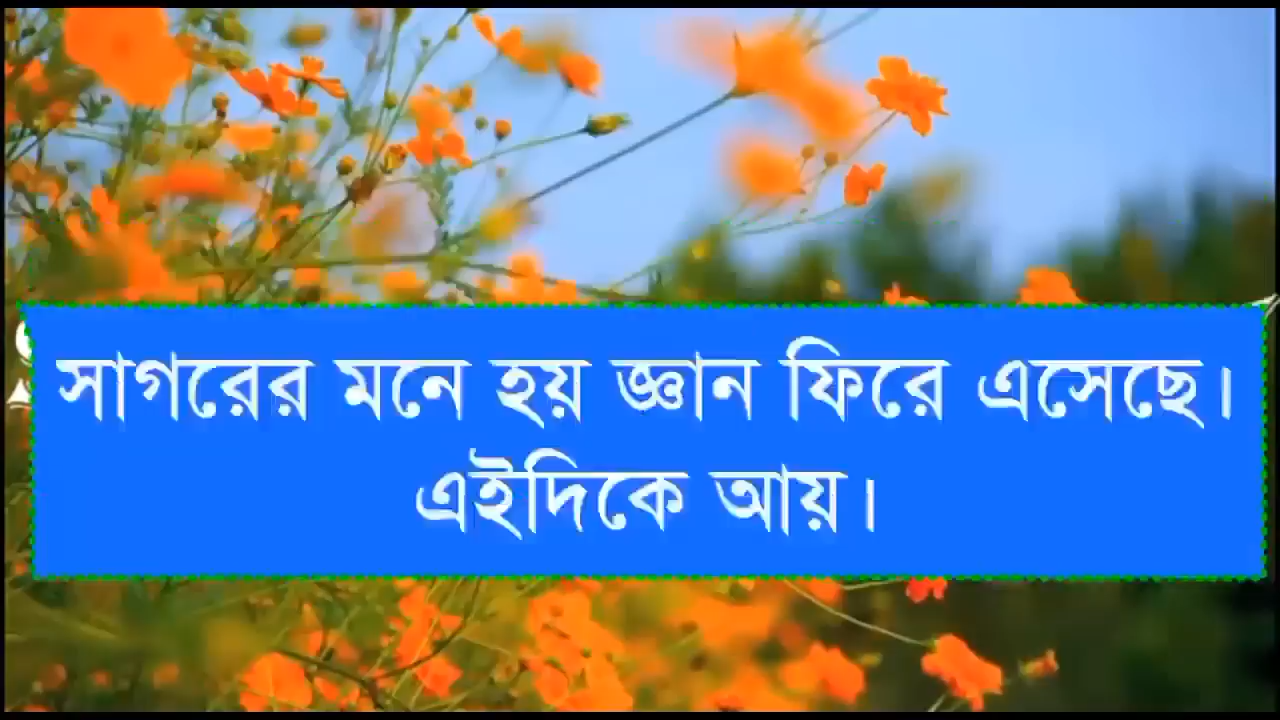 সাগরের মনে হয় জ্ঞান ফিরে এসেছে।
এইদিকে আয়।